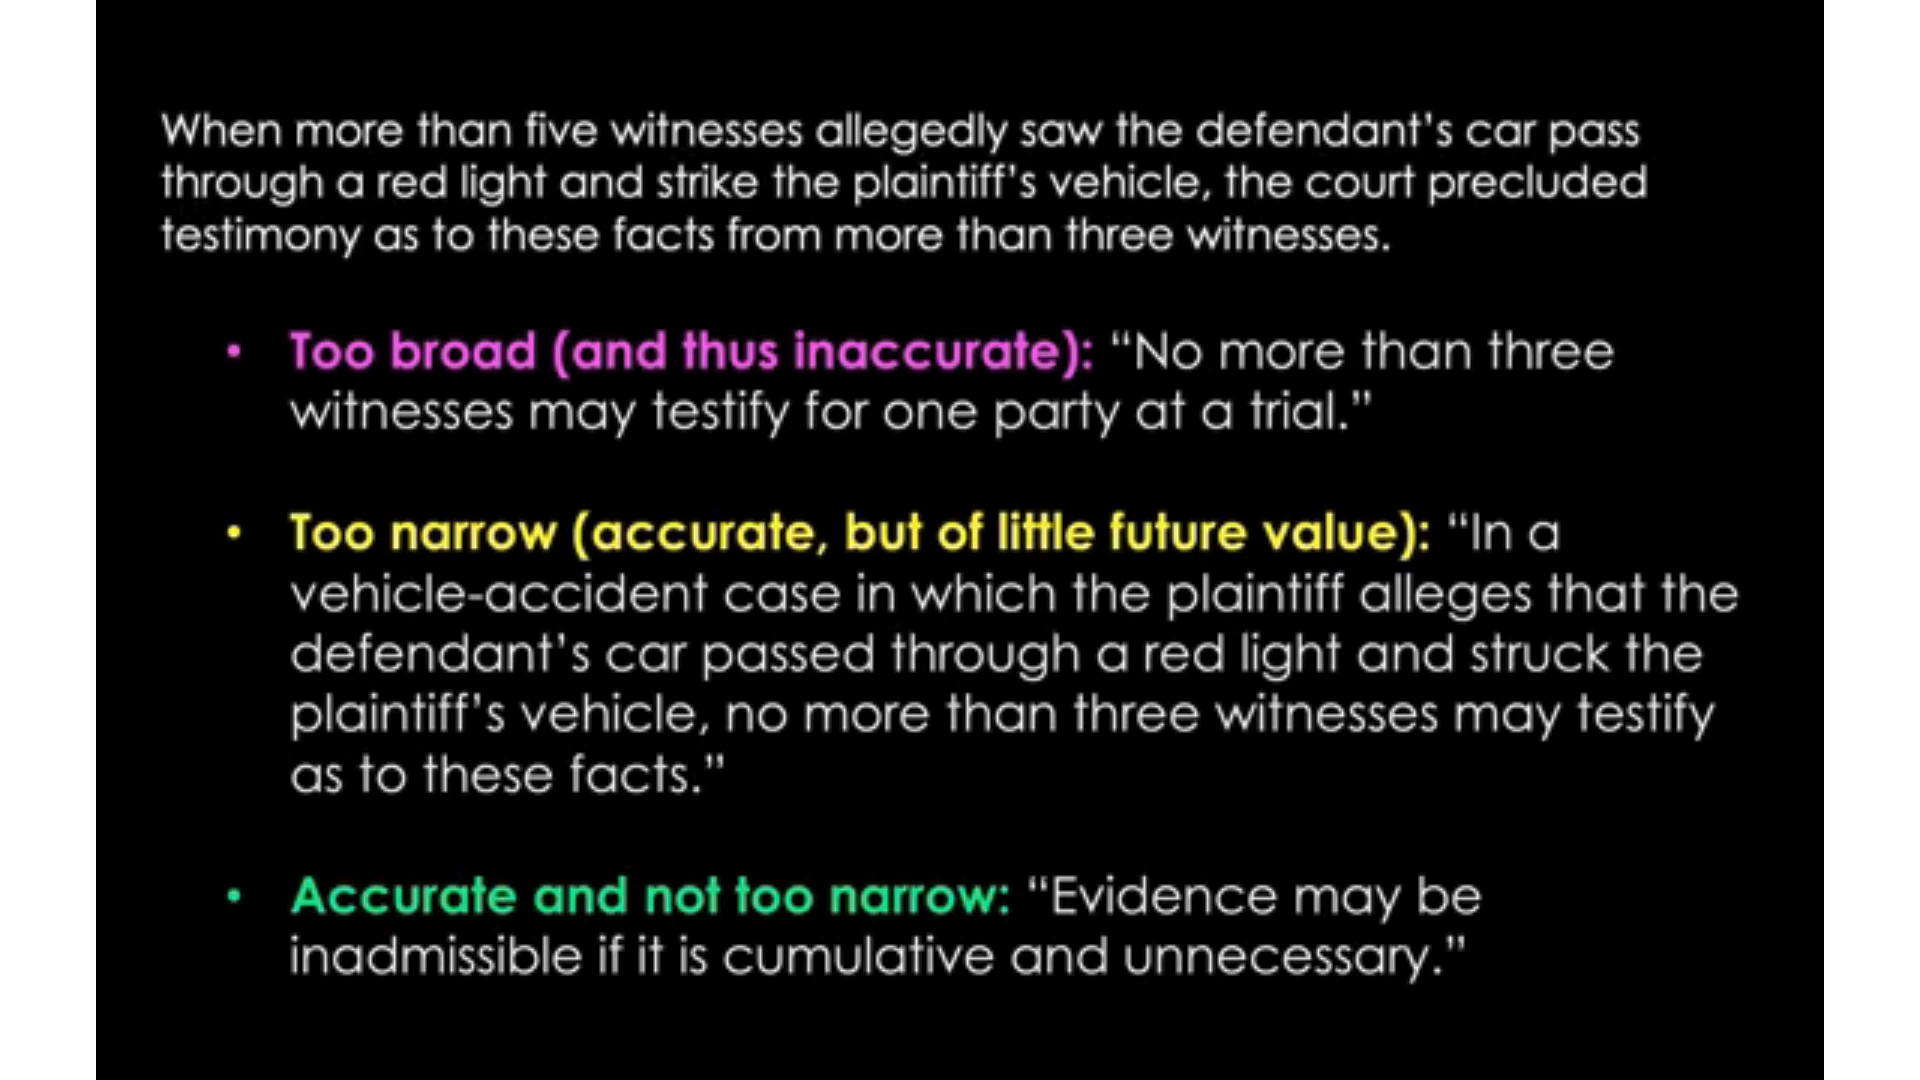 When more than five witnesses allegedly saw the defendant’s car pass
through a red light and strike the plaintiff’s vehicle, the court precluded
testimony as to these facts from more than three witnesses.
• Too broad (and thus inaccurate): “No more than three
witnesses may testify for one party at a trial.”
• Too narrow (accurate, but of little future value): “In a
vehicle-accident case in which the plaintiff alleges that the
defendant’s car passed through a red light and struck the
plaintiff’s vehicle, no more than three witnesses may testify
as to these facts.”
• Accurate and not too narrow: “Evidence may be
inadmissible if it is cumulative and unnecessary.”